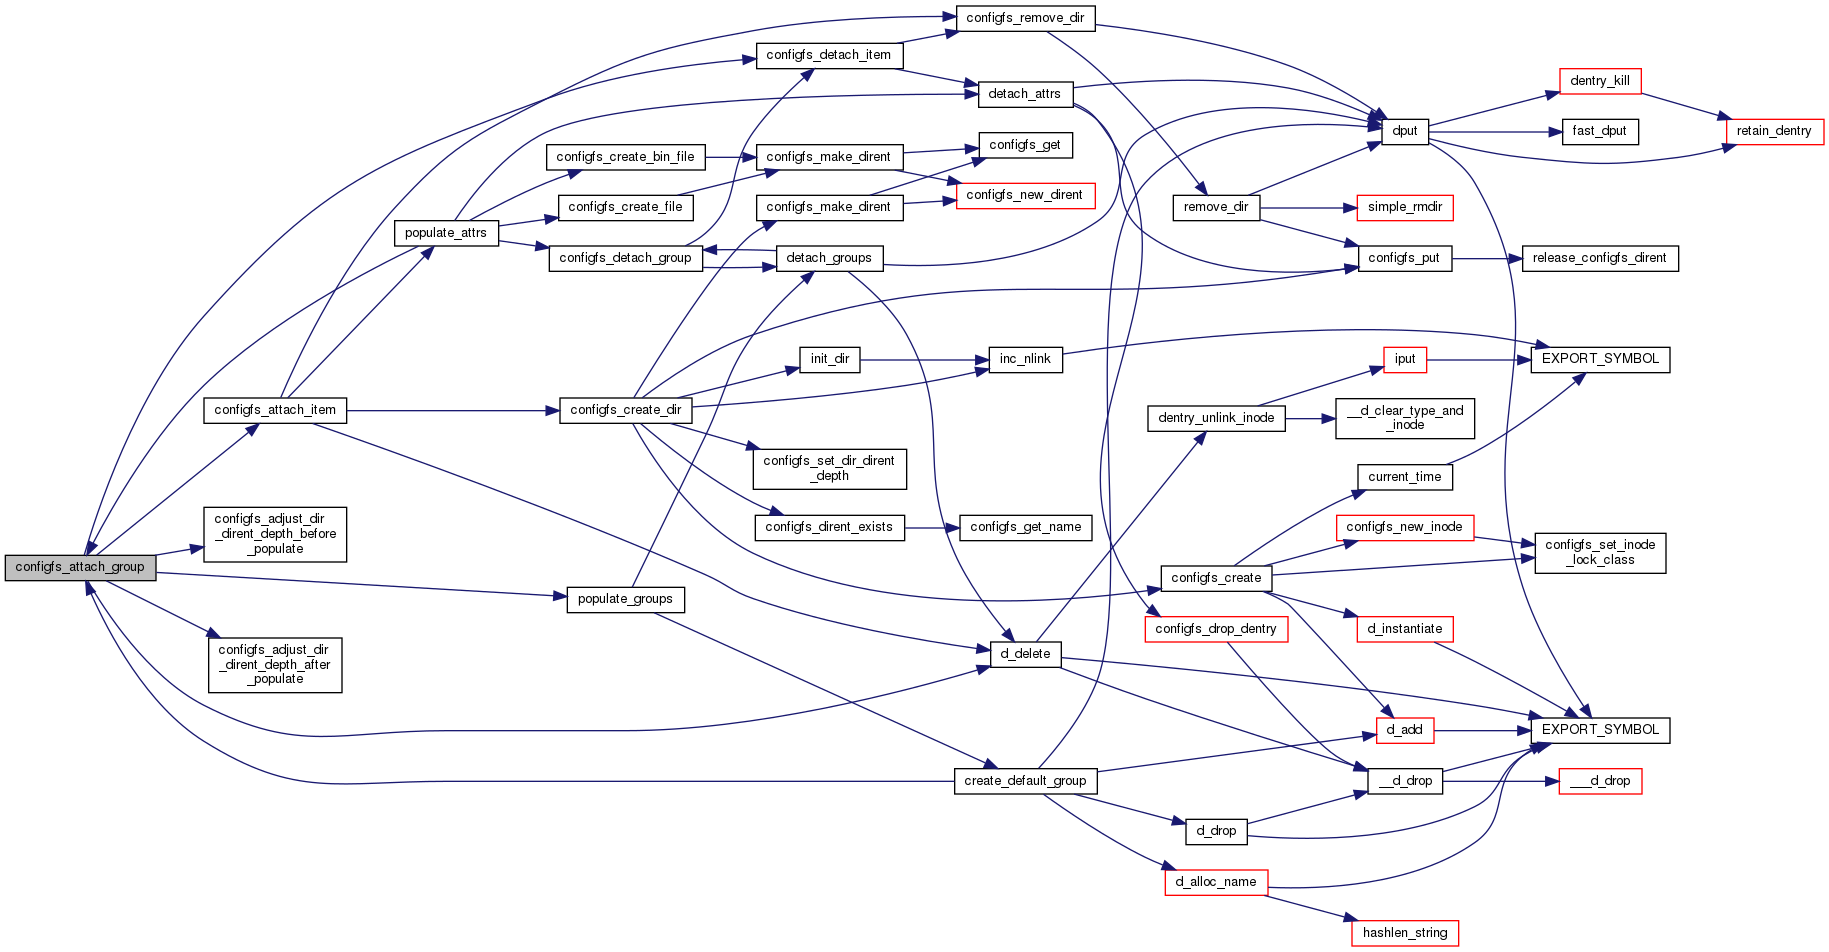 configfs_remove_dir
configfs_detach_item
dentry_kill
detach_attrs
dput
fast_dput
retain_dentry
configfs_get
configfs_create_bin_file
configfs_make_dirent
configfs_new_dirent
configfs_create_file
configfs_make_dirent
remove_dir
simple_rmdir
populate_attrs
configfs_detach_group
detach_groups
configfs_put
release_configfs_dirent
init_dir
inc_nlink
iput
EXPORT_SYMBOL
configfs_attach_item
configfs_create_dir
dentry_unlink_inode
__d_clear_type_and
_inode
configfs_set_dir_dirent
_depth
current_time
configfs_adjust_dir
_dirent_depth_before
_populate
configfs_dirent_exists
configfs_get_name
configfs_new_inode
configfs_set_inode
_lock_class
configfs_attach_group
configfs_create
populate_groups
configfs_drop_dentry
d_instantiate
configfs_adjust_dir
_dirent_depth_after
_populate
d_delete
d_add
EXPORT_SYMBOL
create_default_group
__d_drop
___d_drop
d_drop
d_alloc_name
hashlen_string